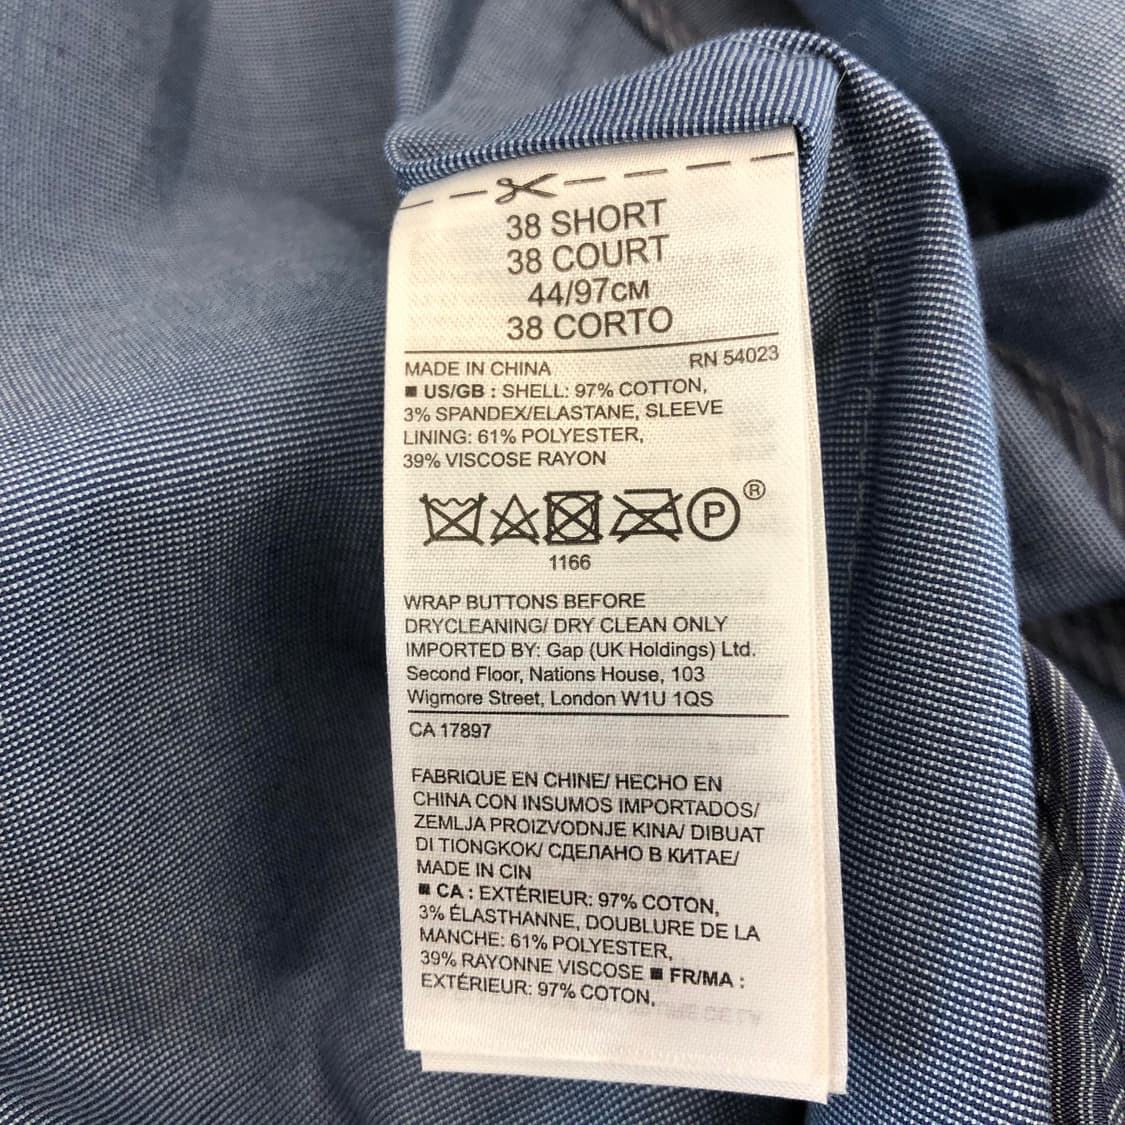 38 SHORT
38 COURT
44/97CM
38 CORTO
MADE IN CHINA RN 54023
■ US/GB : SHELL: 97% COTTON,
3% SPANDEX/ELASTANE, SLEEVE
LINING: 61% POLYESTER,
39% VISCOSE RAYON
P ®
1166
WRAP BUTTONS BEFORE
DRYCLEANING/ DRY CLEAN ONLY
IMPORTED BY: Gap (UK Holdings) Ltd.
Second Floor, Nations House, 103
Wigmore Street, London W1U 1QS
CA 17897
FABRIQUE EN CHINE/ HECHO EN
CHINA CON INSUMOS IMPORTADOS/
ZEMLJA PROIZVODNJE KINA/ DIBUAT
DI TIONGKOK/ СДЕЛАНО В КИТАЕ/
MADE IN CIN
■ CA : EXTÉRIEUR: 97% COTON,
3% ÉLASTHANNE, DOUBLURE DE LA
MANCHE: 61% POLYESTER,
39% RAYONNE VISCOSE ■ FR/MA :
EXTÉRIEUR: 97% COTON,